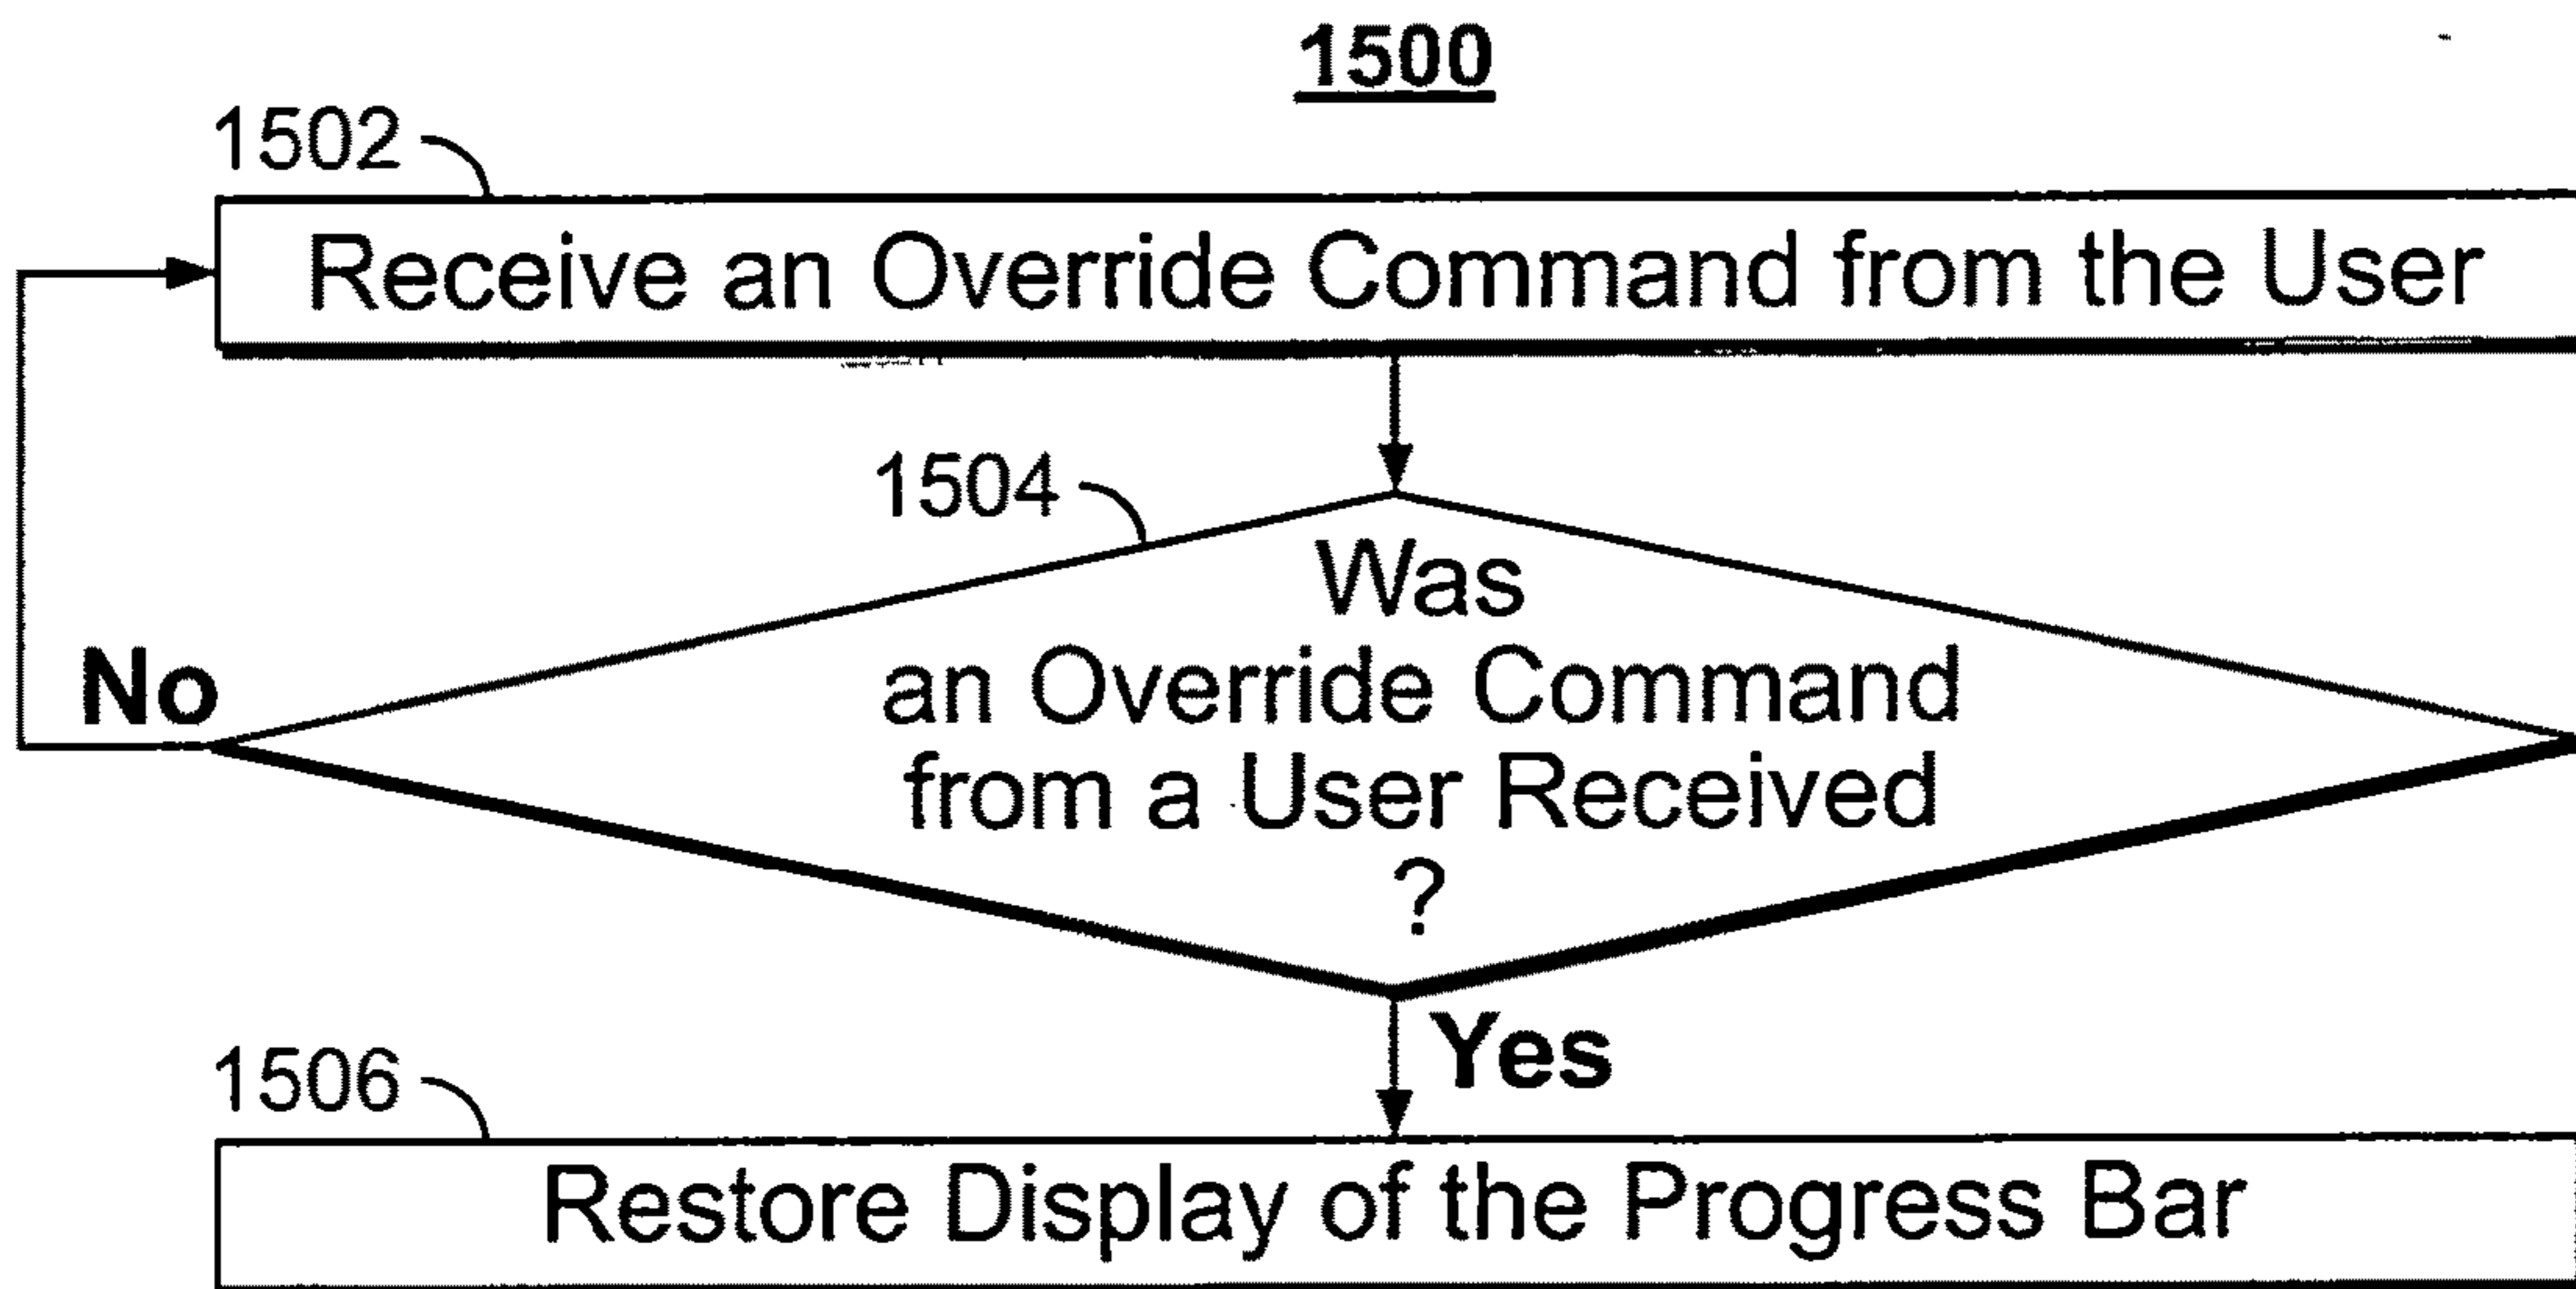 1500
1502
Receive an Override Command from the User
1504
Was
an Override Command
from a User Received
?
No
Yes
1506
Restore Display of the Progress Bar